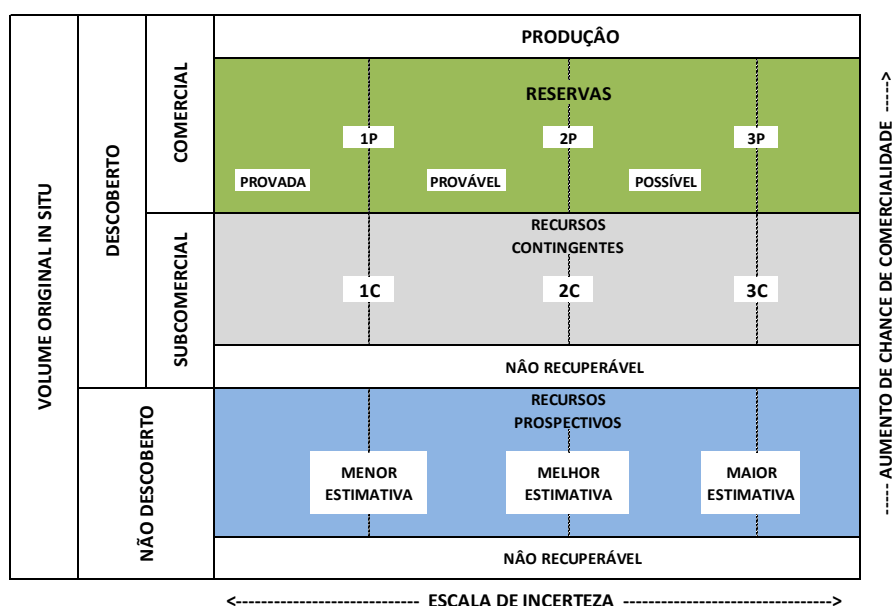 PRODUÇÂO
RESERVAS
1P
2P
3P
PROVADA
PROVÁVEL
POSSÍVEL
RECURSOS
CONTINGENTES
1C
2C
3C
NÂO RECUPERÁVEL
RECURSOS
PROSPECTIVOS
MENOR
ESTIMATIVA
MELHOR
ESTIMATIVA
MAIOR
ESTIMATIVA
NÂO RECUPERÁVEL
VOLUME ORIGINAL IN SITU
DESCOBERTO
NÃO DESCOBERTO
COMERCIAL
SUBCOMERCIAL
----- AUMENTO DE CHANCE DE COMERCIALIDADE ----->
<--------------------------- ESCALA DE INCERTEZA ------------------------------>